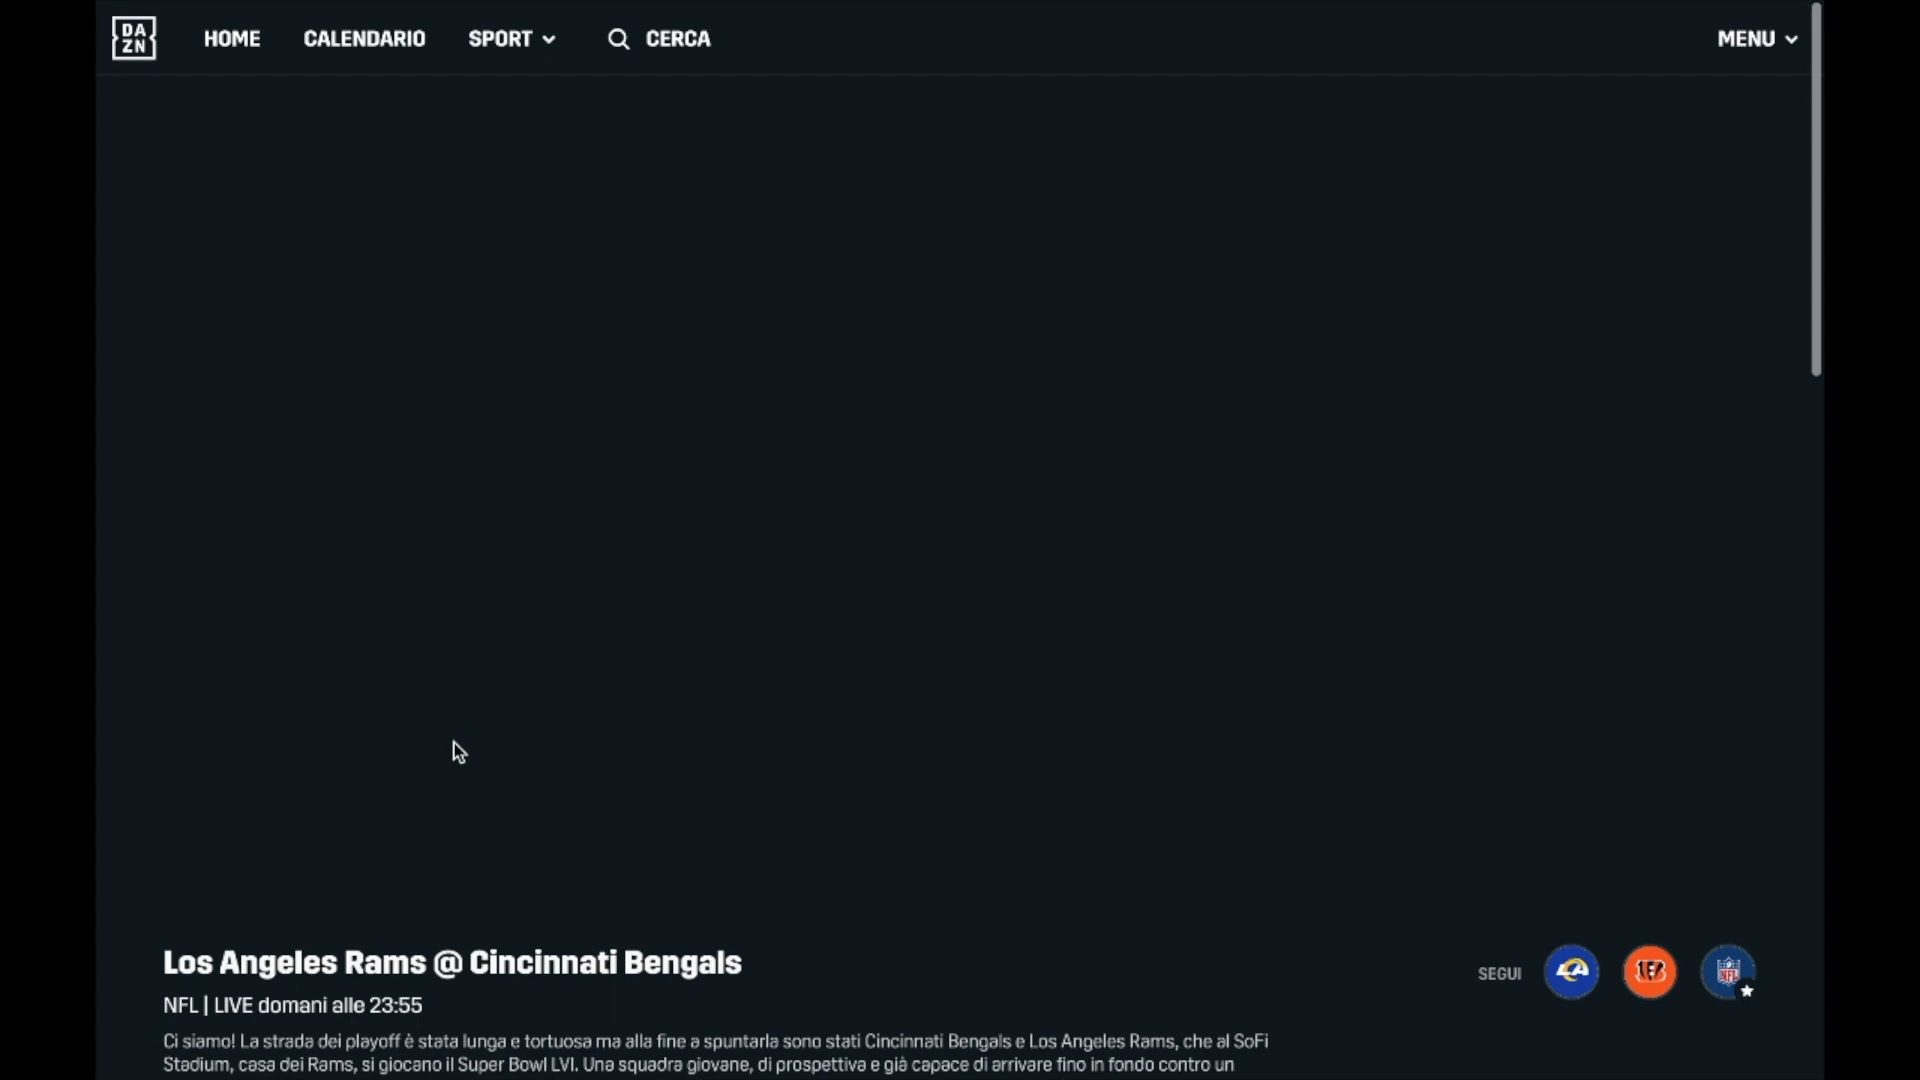 DA
ZN
HOME CALENDARIO SPORT CERCA MENU
Los Angeles Rams @ Cincinnati Bengals
SEGUI
NFL
NFL | LIVE domani alle 23:55
Ci siamo! La strada dei playoff è stata lunga e tortuosa ma alla fine a spuntarla sono stati Cincinnati Bengals e Los Angeles Rams, che al SoFi
Stadium, casa dei Rams, si giocano il Super Bowl LVI. Una squadra giovane, di prospettiva e già capace di arrivare fino in fondo contro un